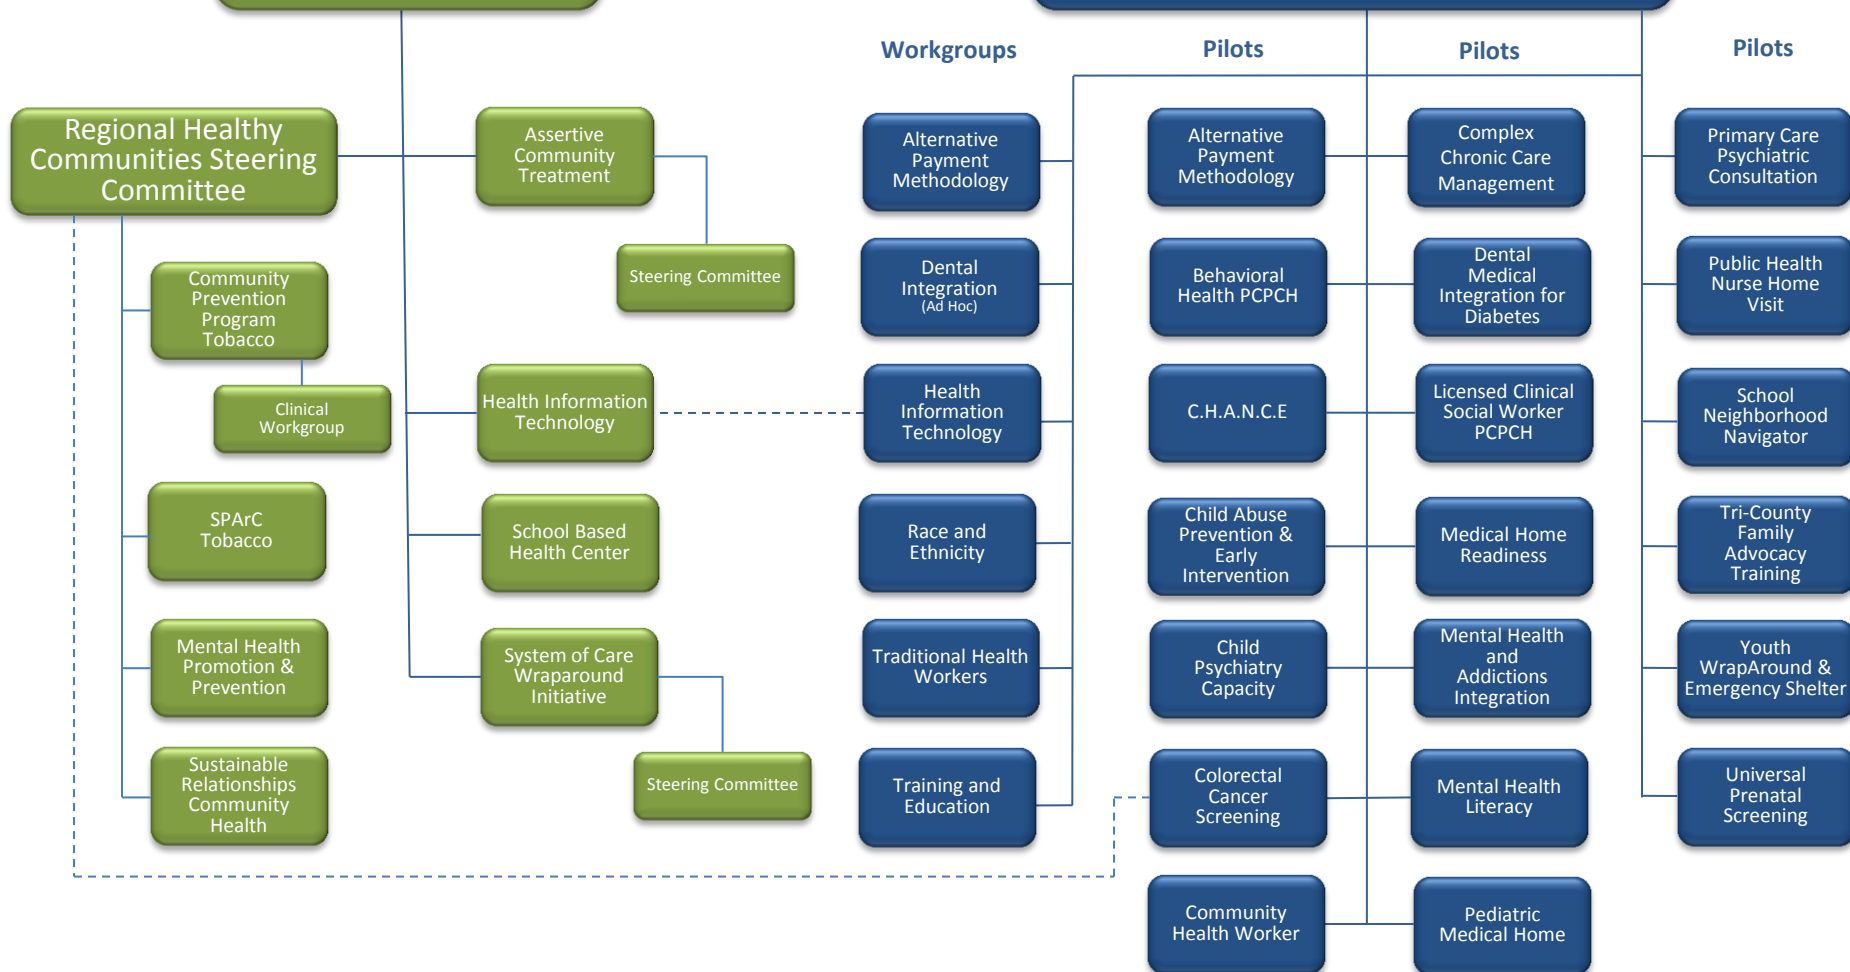 Workgroups
Pilots
Pilots
Pilots
Regional Healthy
Communities Steering
Committee
Community
Prevention
Program
Tobacco
Clinical
Workgroup
SPArC
Tobacco
Mental Health
Promotion &
Prevention
Sustainable
Relationships
Community
Health
Assertive
Community
Treatment
Steering Committee
Health Information
Technology
School Based
Health Center
System of Care
Wraparound
Initiative
Steering Committee
Alternative
Payment
Methodology
Dental
Integration
(Ad Hoc)
Health
Information
Technology
Race and
Ethnicity
Traditional Health
Workers
Training and
Education
Alternative
Payment
Methodology
Behavioral
Health PCPCH
C.H.A.N.C.E
Child Abuse
Prevention &
Early
Intervention
Child
Psychiatry
Capacity
Colorectal
Cancer
Screening
Community
Health Worker
Complex
Chronic Care
Management
Dental
Medical
Integration for
Diabetes
Licensed Clinical
Social Worker
PCPCH
Medical Home
Readiness
Mental Health
and
Addictions
Integration
Mental Health
Literacy
Pediatric
Medical Home
Primary Care
Psychiatric
Consultation
Public Health
Nurse Home
Visit
School
Neighborhood
Navigator
Tri-County
Family
Advocacy
Training
Youth
WrapAround &
Emergency Shelter
Universal
Prenatal
Screening